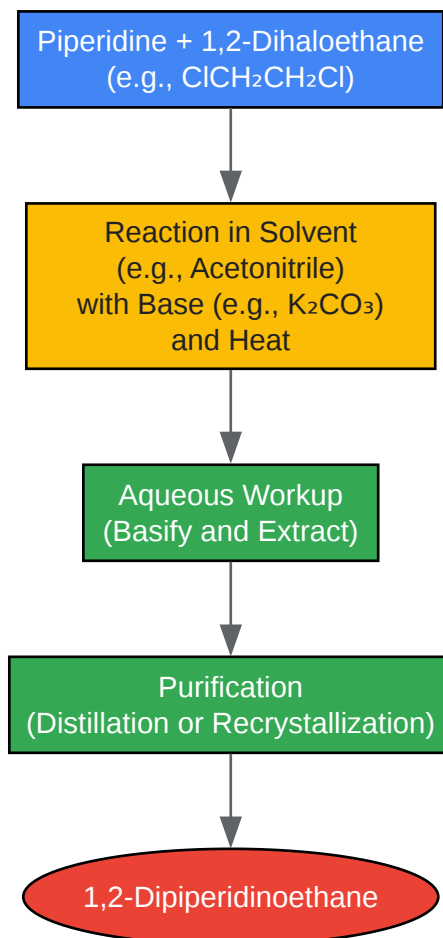 Piperidine + 1,2-Dihaloethane
(e.g., ClCH₂CH₂Cl)
Reaction in Solvent
(e.g., Acetonitrile)
with Base (e.g., K₂CO₃)
and Heat
Aqueous Workup
(Basify and Extract)
Purification
(Distillation or Recrystallization)
1,2-Dipiperidinoethane